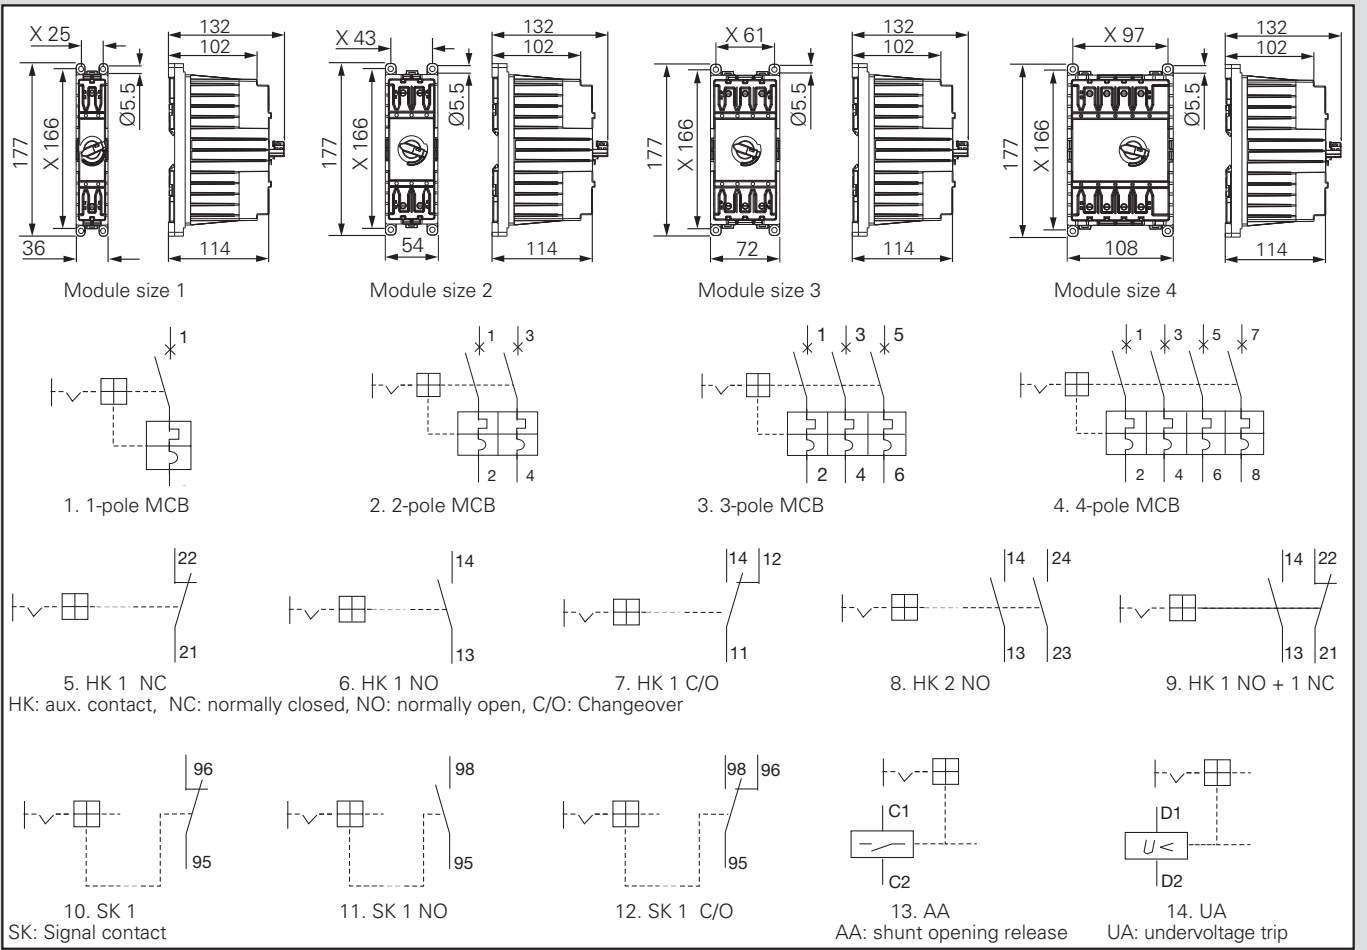 X 25
132
102
Ø5.5
177
X 166
36
114
X 43
132
102
Ø5.5
177
X 166
54
114
X 61
132
102
Ø5.5
177
X 166
72
114
X 97
132
102
Ø5.5
177
X 166
108
114
Module size 1
Module size 2
Module size 3
Module size 4
1
1 3
1 3 5
1 3 5 7
2 4
2 4 6
2 4 6 8
1. 1-pole MCB
2. 2-pole MCB
3. 3-pole MCB
4. 4-pole MCB
22
14
14 12
14 24
14 22
21
13
11
13 23
13 21
5. HK 1 NC
6. HK 1 NO
7. HK 1 C/O
8. HK 2 NO
9. HK 1 NO + 1 NC
HK: aux. contact, NC: normally closed, NO: normally open, C/O: Changeover
96
98
98 96
C1
D1
U <
95
95
95
C2
D2
10. SK 1
11. SK 1 NO
12. SK 1 C/O
13. AA
14. UA
SK: Signal contact
AA: shunt opening release
UA: undervoltage trip